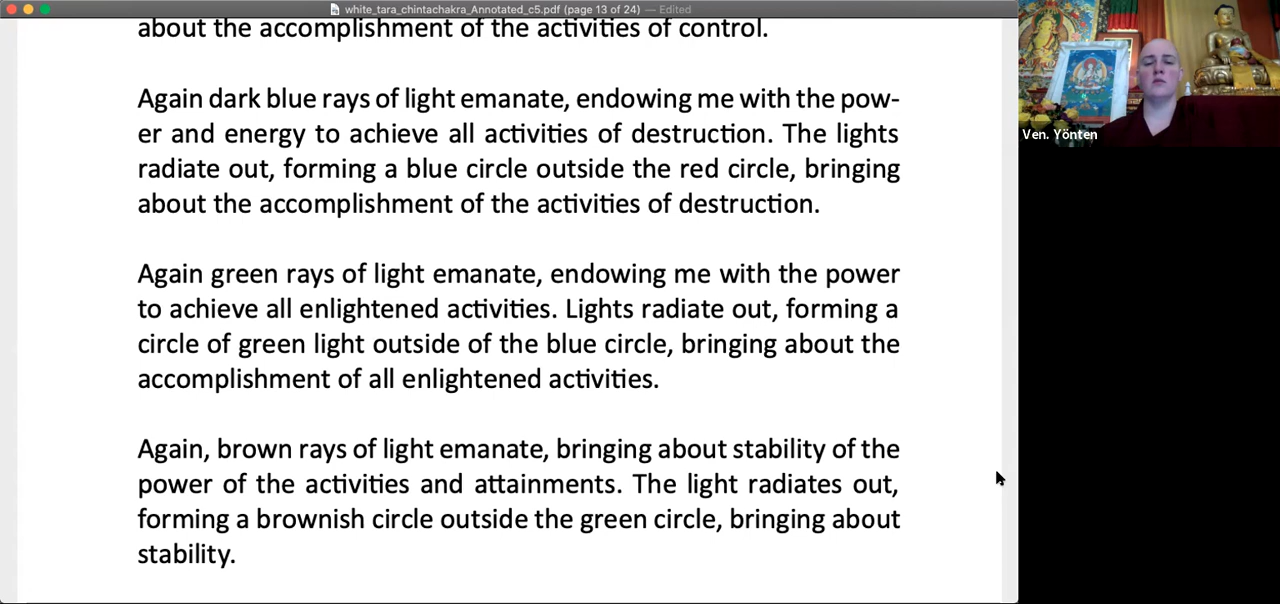 white_tara_chintachakra_Annotated_c5.pdf (page 13 of 24) — Edited
about the accomplishment of the activities of control.
Again dark blue rays of light emanate, endowing me with the pow-
er and energy to achieve all activities of destruction. The lights
radiate out, forming a blue circle outside the red circle, bringing
about the accomplishment of the activities of destruction.
Again green rays of light emanate, endowing me with the power
to achieve all enlightened activities. Lights radiate out, forming a
circle of green light outside of the blue circle, bringing about the
accomplishment of all enlightened activities.
Again, brown rays of light emanate, bringing about stability of the
power of the activities and attainments. The light radiates out,
forming a brownish circle outside the green circle, bringing about
stability.
Ven. Yönten